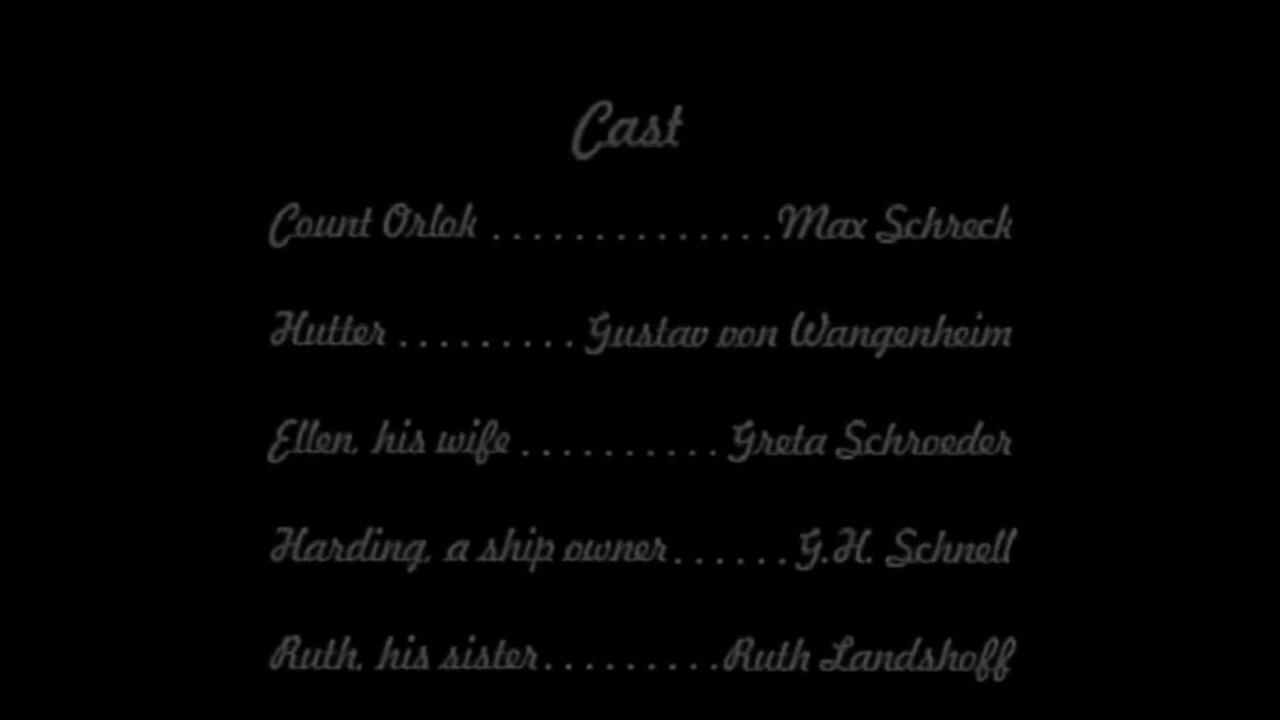 Cast
Count Orlok ..............Max Schreck
Hutter ......... Gustav von Wangenheim
Ellen, his wife .......... Greta Schroeder
Harding, a ship owner...... G.H. Schnell
Ruth, his sister.........Ruth Landshoff